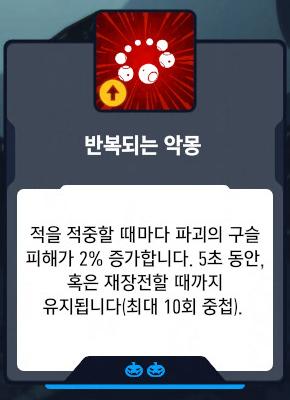 반복되는 악몽
적을 적중할 때마다 파괴의 구슬
피해가 2% 증가합니다. 5초 동안,
혹은 재장전할 때까지
유지됩니다(최대 10회 중첩).